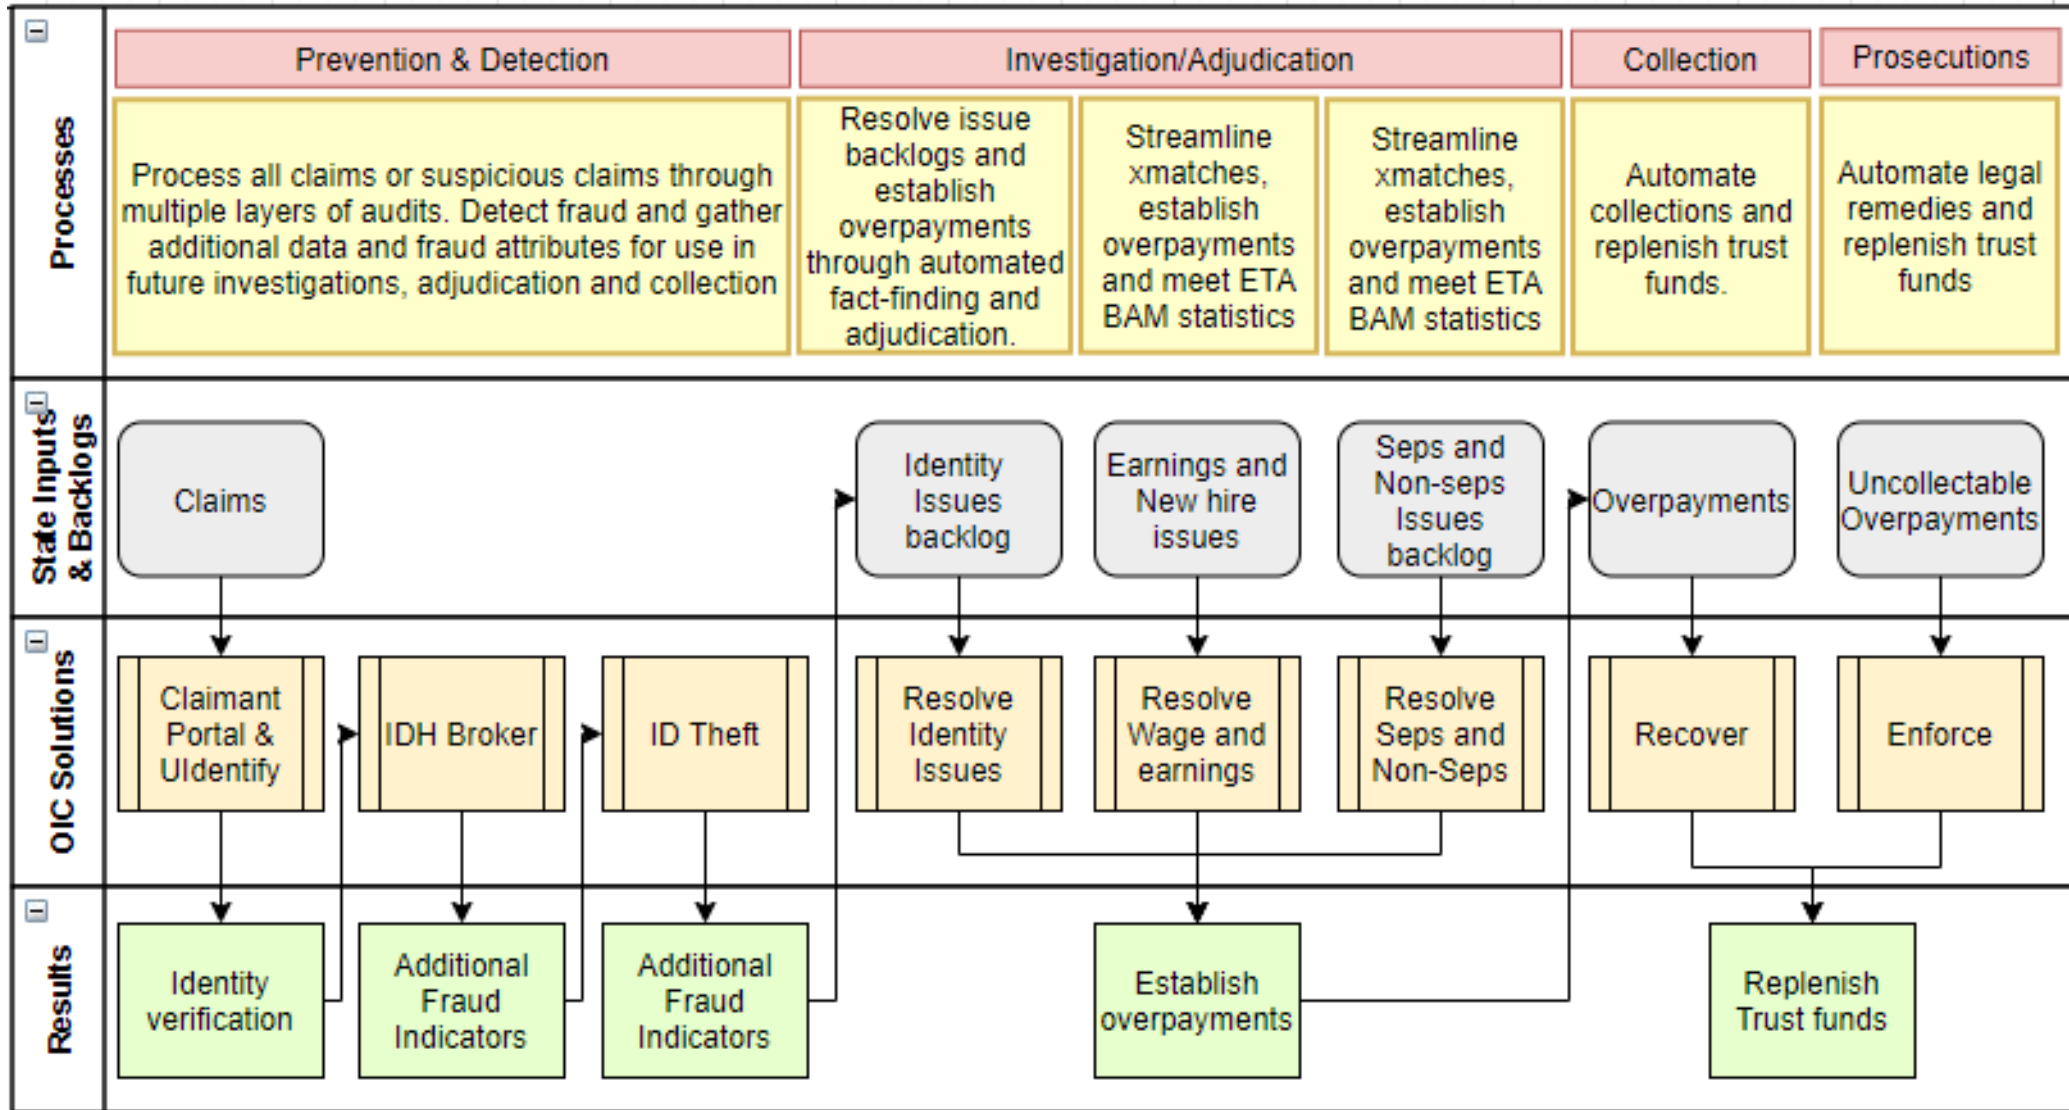 Processes
Prevention & Detection
Investigation/Adjudication
Collection
Prosecutions
Process all claims or suspicious claims through
multiple layers of audits. Detect fraud and gather
additional data and fraud attributes for use in
future investigations, adjudication and collection
Resolve issue
backlogs and
establish
overpayments
through automated
fact-finding and
adjudication.
Streamline
xmatches,
establish
overpayments
and meet ETA
BAM statistics
Streamline
xmatches,
establish
overpayments
and meet ETA
BAM statistics
Automate
collections and
replenish trust
funds.
Automate legal
remedies and
replenish trust
funds
State Inputs
& Backlogs
Claims
Identity
Issues
backlog
Earnings and
New hire
issues
Seps and
Non-seps
Issues
backlog
Overpayments
Uncollectable
Overpayments
OIC Solutions
Claimant
Portal &
UIdentify
IDH Broker
ID Theft
Resolve
Identity
Issues
Resolve
Wage and
earnings
Resolve
Seps and
Non-Seps
Recover
Enforce
Results
Identity
verification
Additional
Fraud
Indicators
Additional
Fraud
Indicators
Establish
overpayments
Replenish
Trust funds